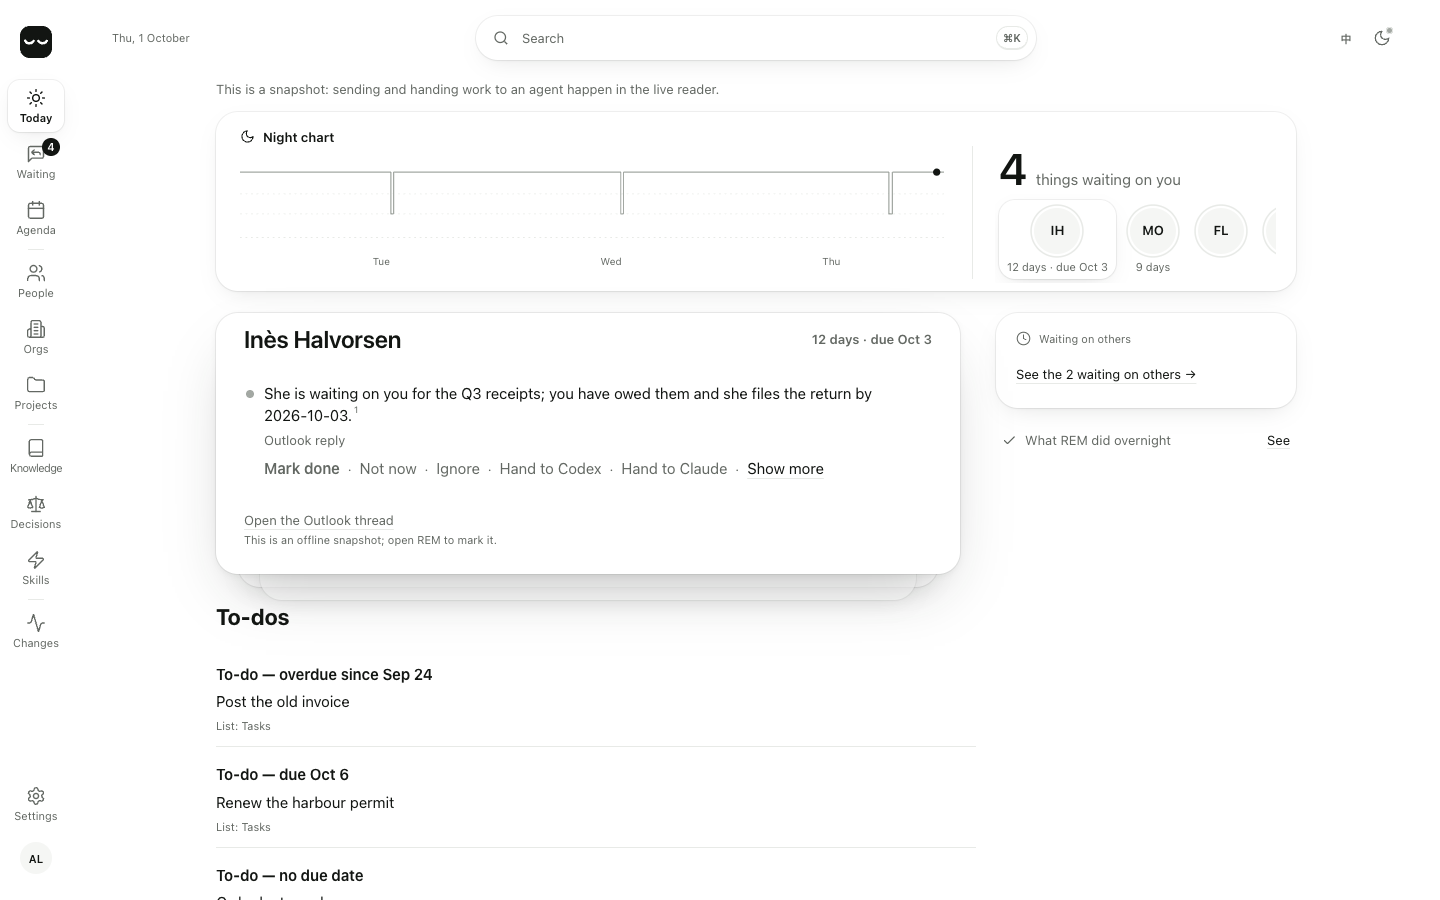 Thu, 1 October
Search
⌘K
中
Today
4
Waiting
Agenda
People
Orgs
Projects
Knowledge
Decisions
Skills
Changes
Settings
AL
This is a snapshot: sending and handing work to an agent happen in the live reader.
Night chart
Tue
Wed
Thu
4 things waiting on you
IH
MO
FL
12 days · due Oct 3
9 days
Inès Halvorsen
12 days · due Oct 3
She is waiting on you for the Q3 receipts; you have owed them and she files the return by
2026-10-03. 1
Outlook reply
Mark done · Not now · Ignore · Hand to Codex · Hand to Claude · Show more
Open the Outlook thread
This is an offline snapshot; open REM to mark it.
Waiting on others
See the 2 waiting on others →
What REM did overnight
See
To-dos
To-do — overdue since Sep 24
Post the old invoice
List: Tasks
To-do — due Oct 6
Renew the harbour permit
List: Tasks
To-do — no due date